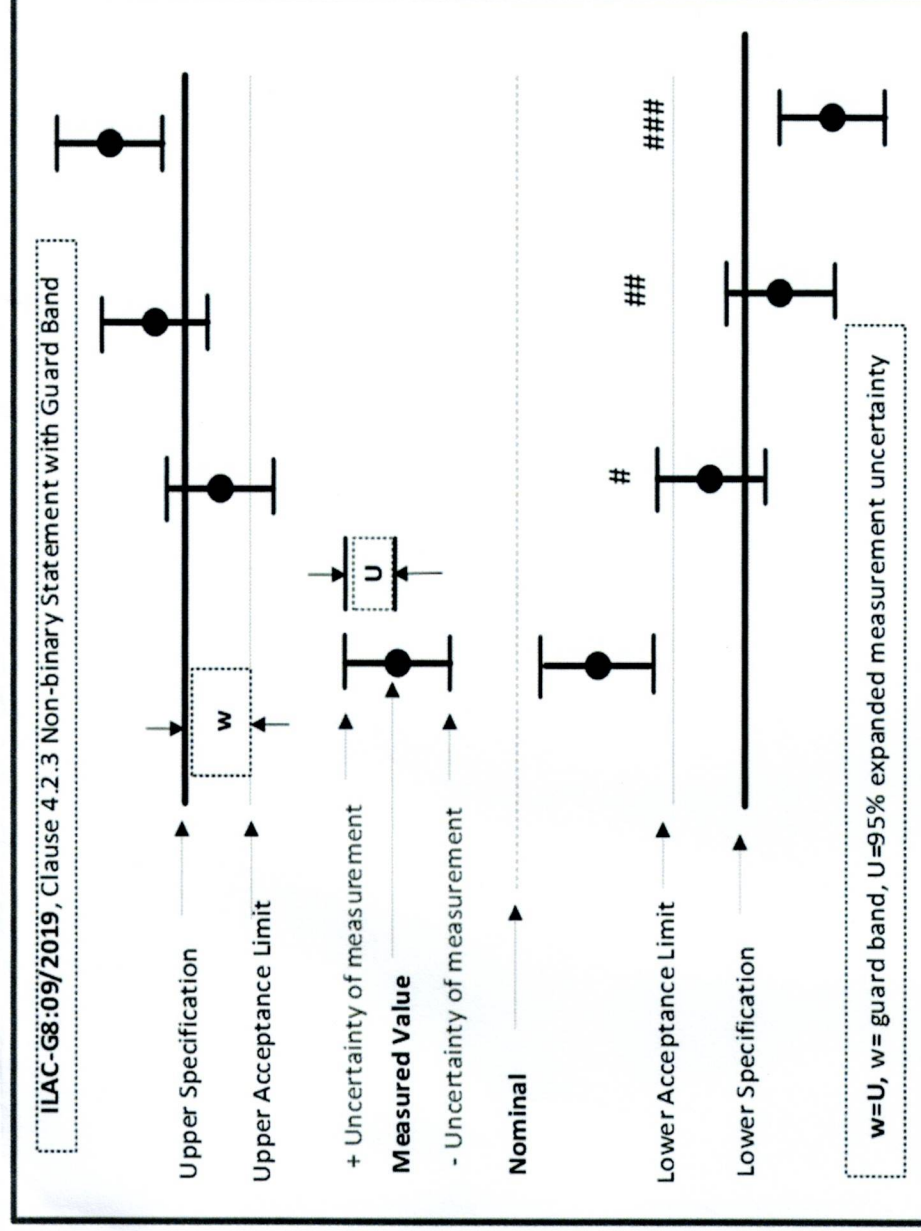 ILAC-G8:09/2019, Clause 4.2.3 Non-binary Statement with Guard Band
Upper Specification
w
Upper Acceptance Limit
+ Uncertainty of measurement
U
Measured Value
- Uncertainty of measurement
Nominal
#
##
###
Lower Acceptance Limit
Lower Specification
w=U, w= guard band, U=95% expanded measurement uncertainty